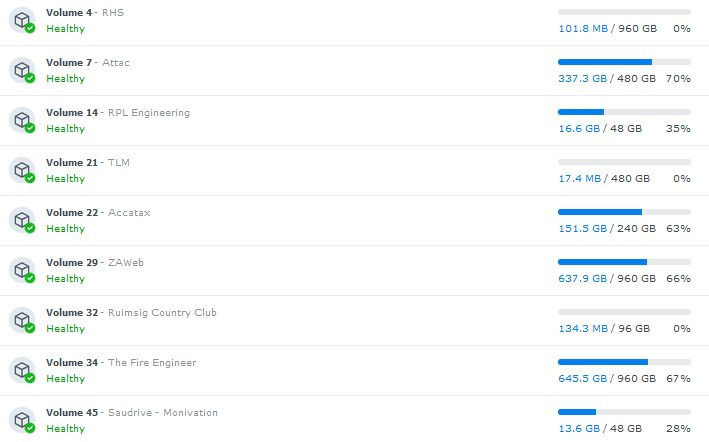 Volume 4 - RHS
Healthy
101.8 MB / 960 GB 0%
Volume 7 - Attac
Healthy
337.3 GB / 480 GB 70%
Volume 14 - RPL Engineering
Healthy
16.6 GB / 48 GB 35%
Volume 21 - TLM
Healthy
17.4 MB / 480 GB 0%
Volume 22 - Accatax
Healthy
151.5 GB / 240 GB 63%
Volume 29 - ZAWeb
Healthy
637.9 GB / 960 GB 66%
Volume 32 - Ruimsig Country Club
Healthy
134.3 MB / 96 GB 0%
Volume 34 - The Fire Engineer
Healthy
645.5 GB / 960 GB 67%
Volume 45 - Saudrive - Monivation
Healthy
13.6 GB / 48 GB 28%